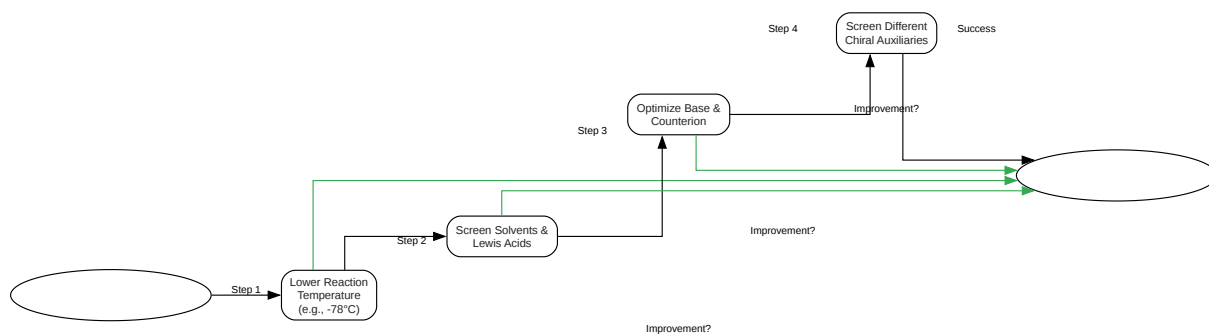 Step 4
Screen Different
Chiral Auxiliaries
Success
Optimize Base &
Counterion
Improvement?
Step 3
Screen Solvents &
Lewis Acids
Improvement?
Step 2
Step 1
Lower Reaction
Temperature
(e.g., -78°C)
Improvement?